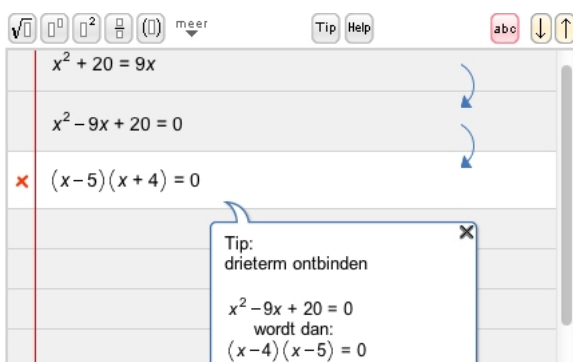 meer Tip Help abc
x² + 20 = 9x
x² – 9x + 20 = 0
(x – 5)(x + 4) = 0
Tip:
drieterm ontbinden
x² – 9x + 20 = 0
wordt dan:
(x – 4)(x – 5) = 0